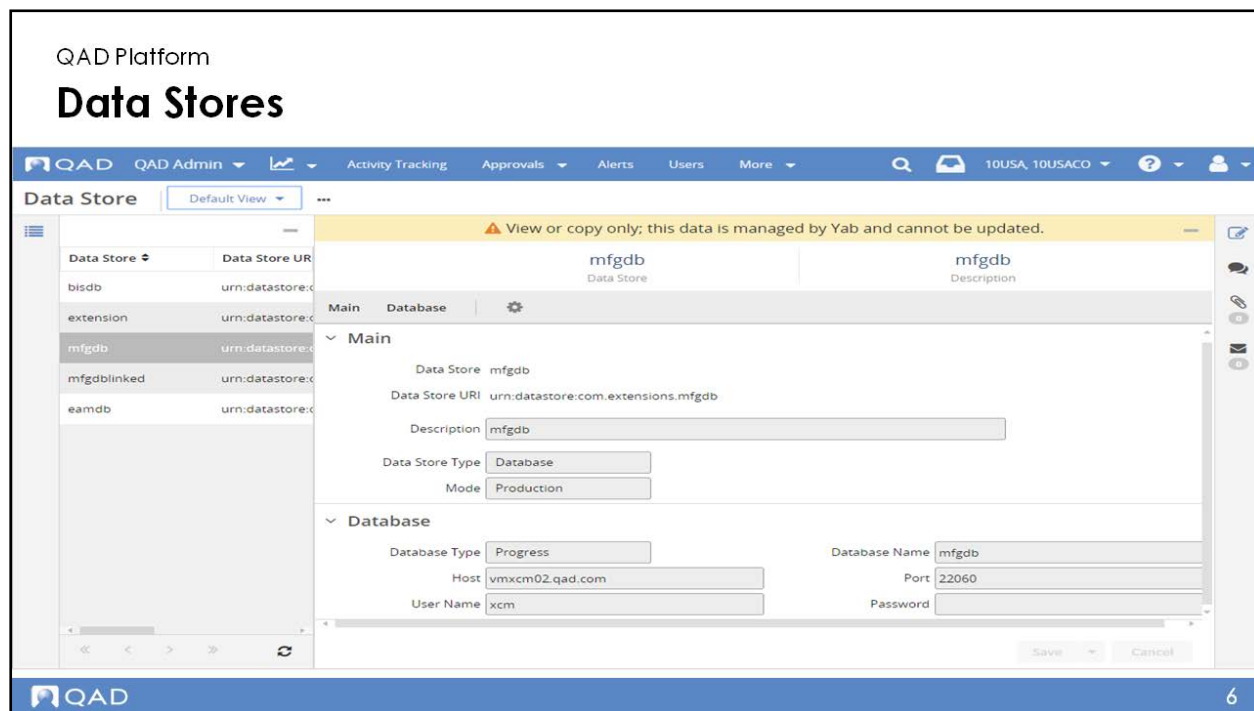 QAD Platform
Data Stores
QAD QAD Admin Activity Tracking Approvals Alerts Users More 10USA, 10USACO
Data Store Default View ...
View or copy only; this data is managed by Yab and cannot be updated.
Data Store Data Store UR
bisdb urn:datastore:c
extension urn:datastore:c
mfgdb urn:datastore:c
mfgdblinked urn:datastore:c
eamdb urn:datastore:c
mfgdb mfgdb
Data Store Description
Main Database
Main
Data Store mfgdb
Data Store URI urn:datastore:com.extensions.mfgdb
Description mfgdb
Data Store Type Database
Mode Production
Database
Database Type Progress Database Name mfgdb
Host vmxcm02.qad.com Port 22060
User Name xcm Password
0
0
Save Cancel
QAD 6